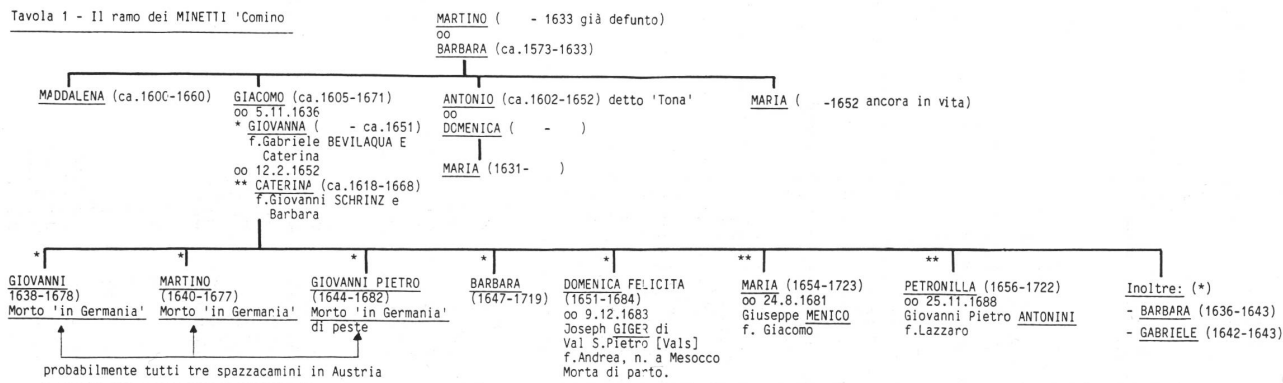 Tavola 1 - Il ramo dei MINETTI 'Comino
MARTINO (    - 1633 già defunto)
oo
BARBARA (ca.1573-1633)
MADDALENA (ca.1600-1660)
GIACOMO (ca.1605-1671)
oo 5.11.1636
* GIOVANNA (    - ca.1651)
f.Gabriele BEVILAQUA E
Caterina
oo 12.2.1652
** CATERINA (ca.1618-1668)
f.Giovanni SCHRINZ e
Barbara
ANTONIO (ca.1602-1652) detto 'Tona'
oo
DOMENICA (    -    )
MARIA (1631-    )
MARIA (    -1652 ancora in vita)
*
GIOVANNI
1638-1678)
Morto 'in Germania'
*
MARTINO
(1640-1677)
Morto 'in Germania'
*
GIOVANNI PIETRO
(1644-1682)
Morto 'in Germania'
di peste
probabilmente tutti tre spazzacamini in Austria
*
BARBARA
(1647-1719)
*
DOMENICA FELICITA
(1651-1684)
oo 9.12.1683
Joseph GIGER di
Val S.Pietro [Vals]
f.Andrea, n. a Mesocco
Morta di parto.
**
MARIA (1654-1723)
oo 24.8.1681
Giuseppe MENICO
f. Giacomo
**
PETRONILLA (1656-1722)
oo 25.11.1688
Giovanni Pietro ANTONINI
f.Lazzaro
Inoltre: (*)
- BARBARA (1636-1643)
- GABRIELE (1642-1643)